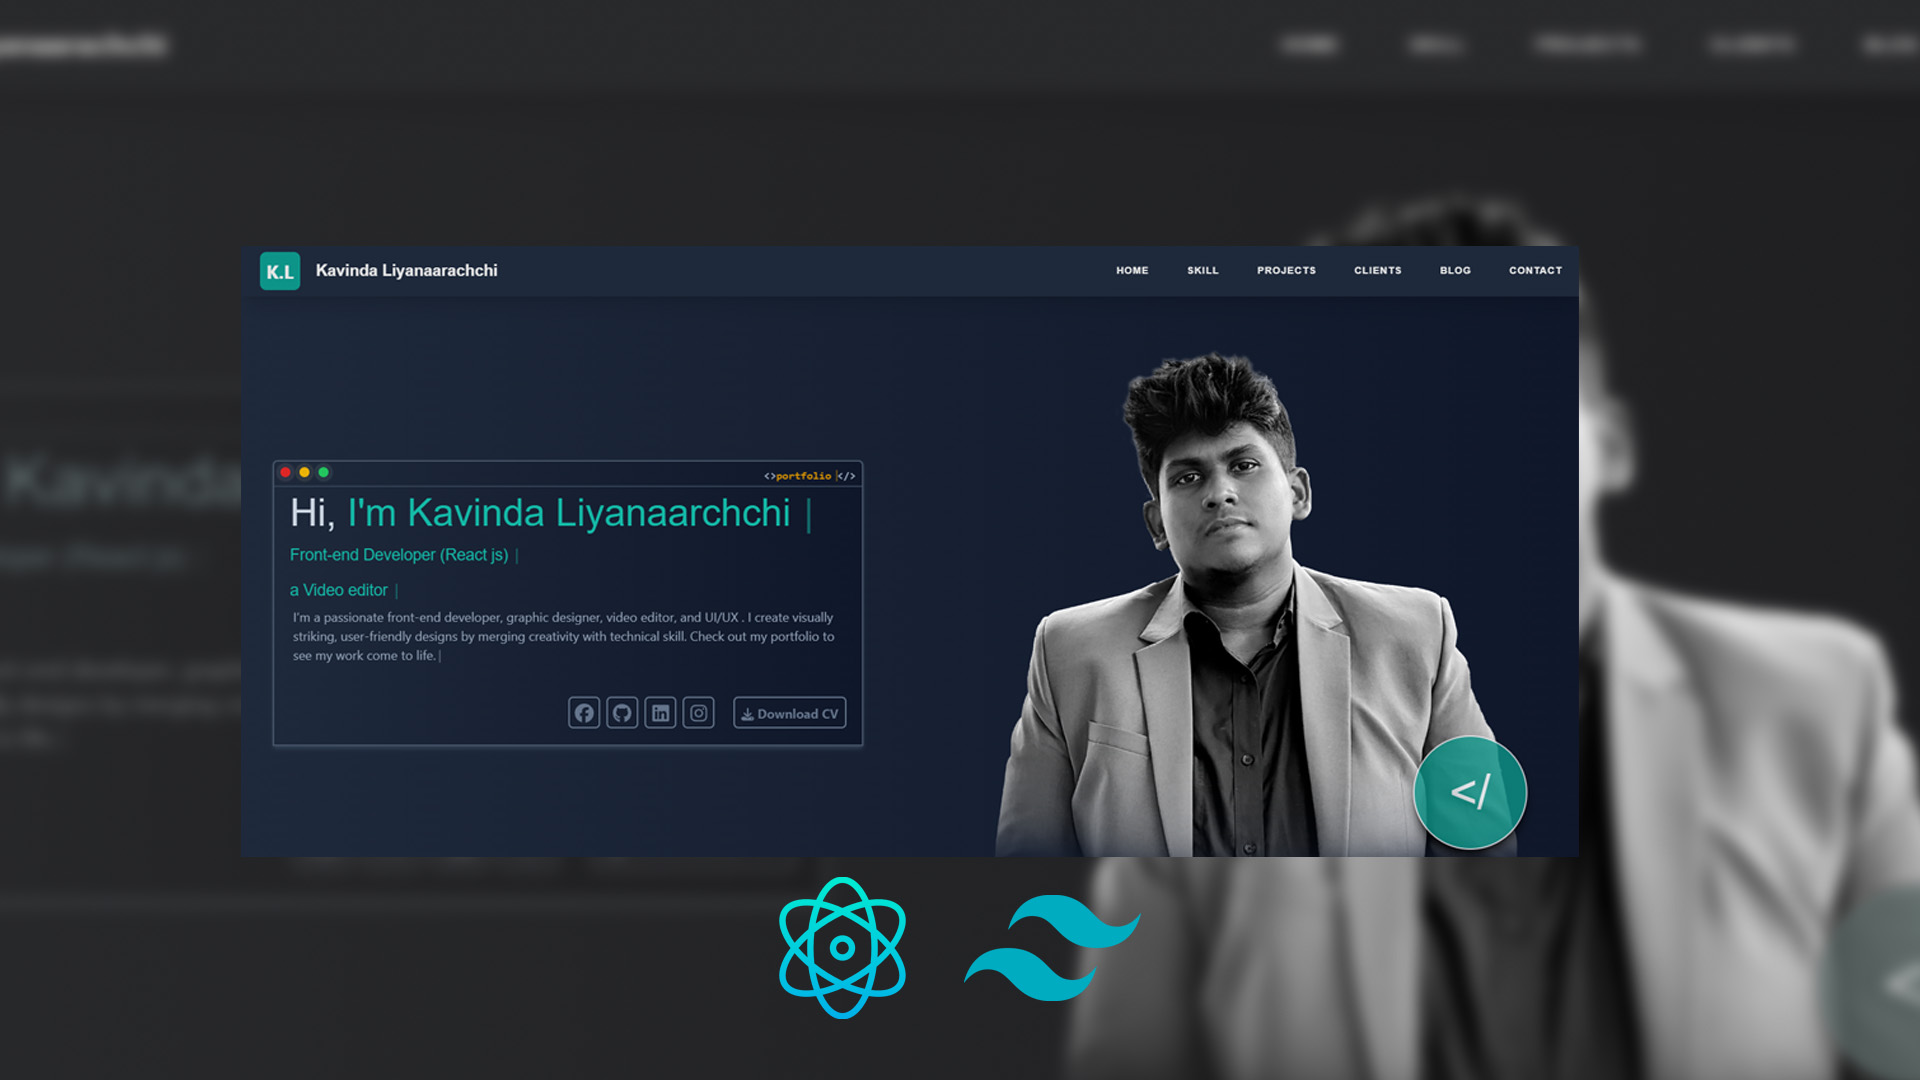 K.L Kavinda Liyanaarachchi HOME SKILL PROJECTS CLIENTS BLOG CONTACT
<>portfolio |</>
Hi, I'm Kavinda Liyanaarchchi |
Front-end Developer (React js) |
a Video editor |
I'm a passionate front-end developer, graphic designer, video editor, and UI/UX . I create visually
striking, user-friendly designs by merging creativity with technical skill. Check out my portfolio to
see my work come to life. |
Download CV
</